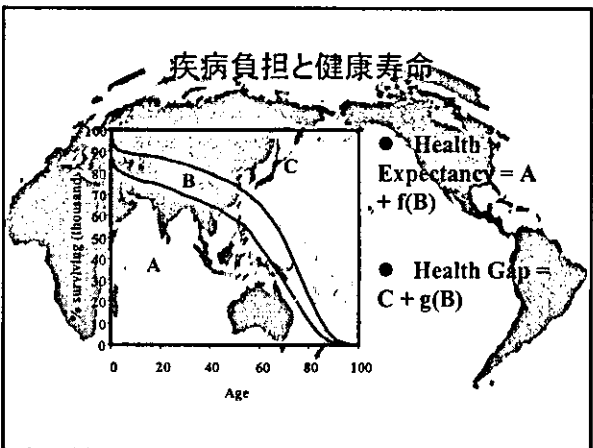 疾病負担と健康寿命
100
90
80
70
60
50
40
30
20
10
0
% surviving (thousand)
A
B
C
0 20 40 60 80 100
Age
● Health
Expectancy = A
+ f(B)
● Health Gap =
C + g(B)